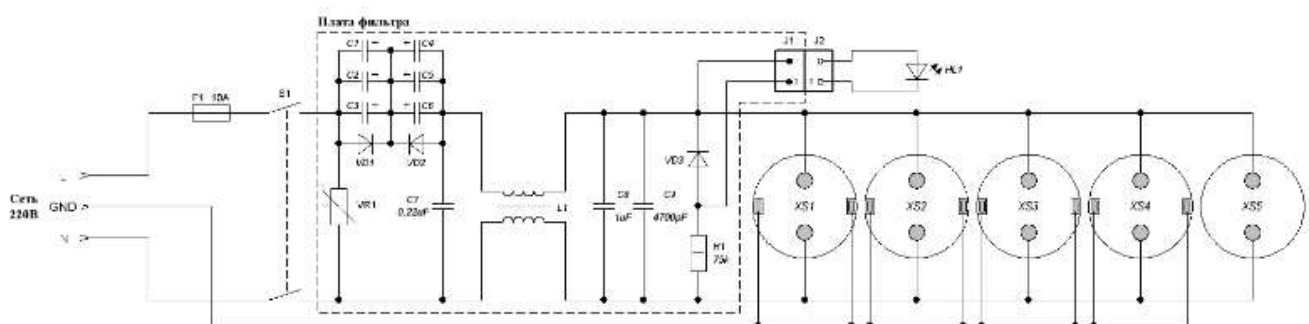 Плата фильтра
C1 + + C4
J1 J2
C2 + + C5
HL1
F1 10A
S1
C3 + + C6
VD1 VD2
VD3
L
Сеть
220В
GND
N
VR1
C7
0.22uF
L1
C8
1uF
C9
4700pF
R1
75k
XS1
XS2
XS3
XS4
XS5